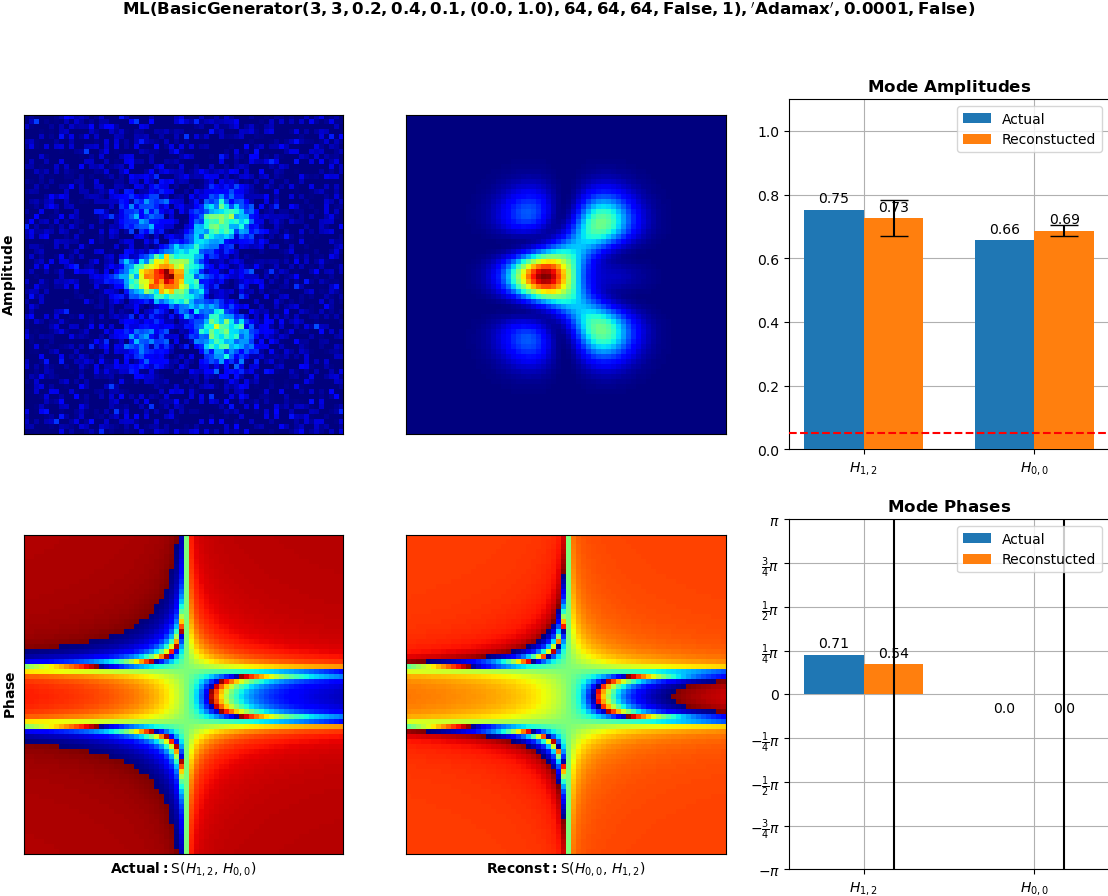 ML(BasicGenerator(3, 3, 0.2, 0.4, 0.1, (0.0, 1.0), 64, 64, 64, False, 1), 'Adamax', 0.0001, False)
Amplitude
Mode Amplitudes
Actual
Reconstucted
1.0
0.8
0.6
0.4
0.2
0.0
0.75
0.73
0.66
0.69
H1, 2
H0, 0
Phase
Actual: S(H1, 2, H0, 0)
Reconst: S(H0, 0, H1, 2)
Mode Phases
Actual
Reconstucted
π
3/4π
1/2π
1/4π
0
−1/4π
−1/2π
−3/4π
−π
0.71
0.54
0.0
0.0
H1, 2
H0, 0